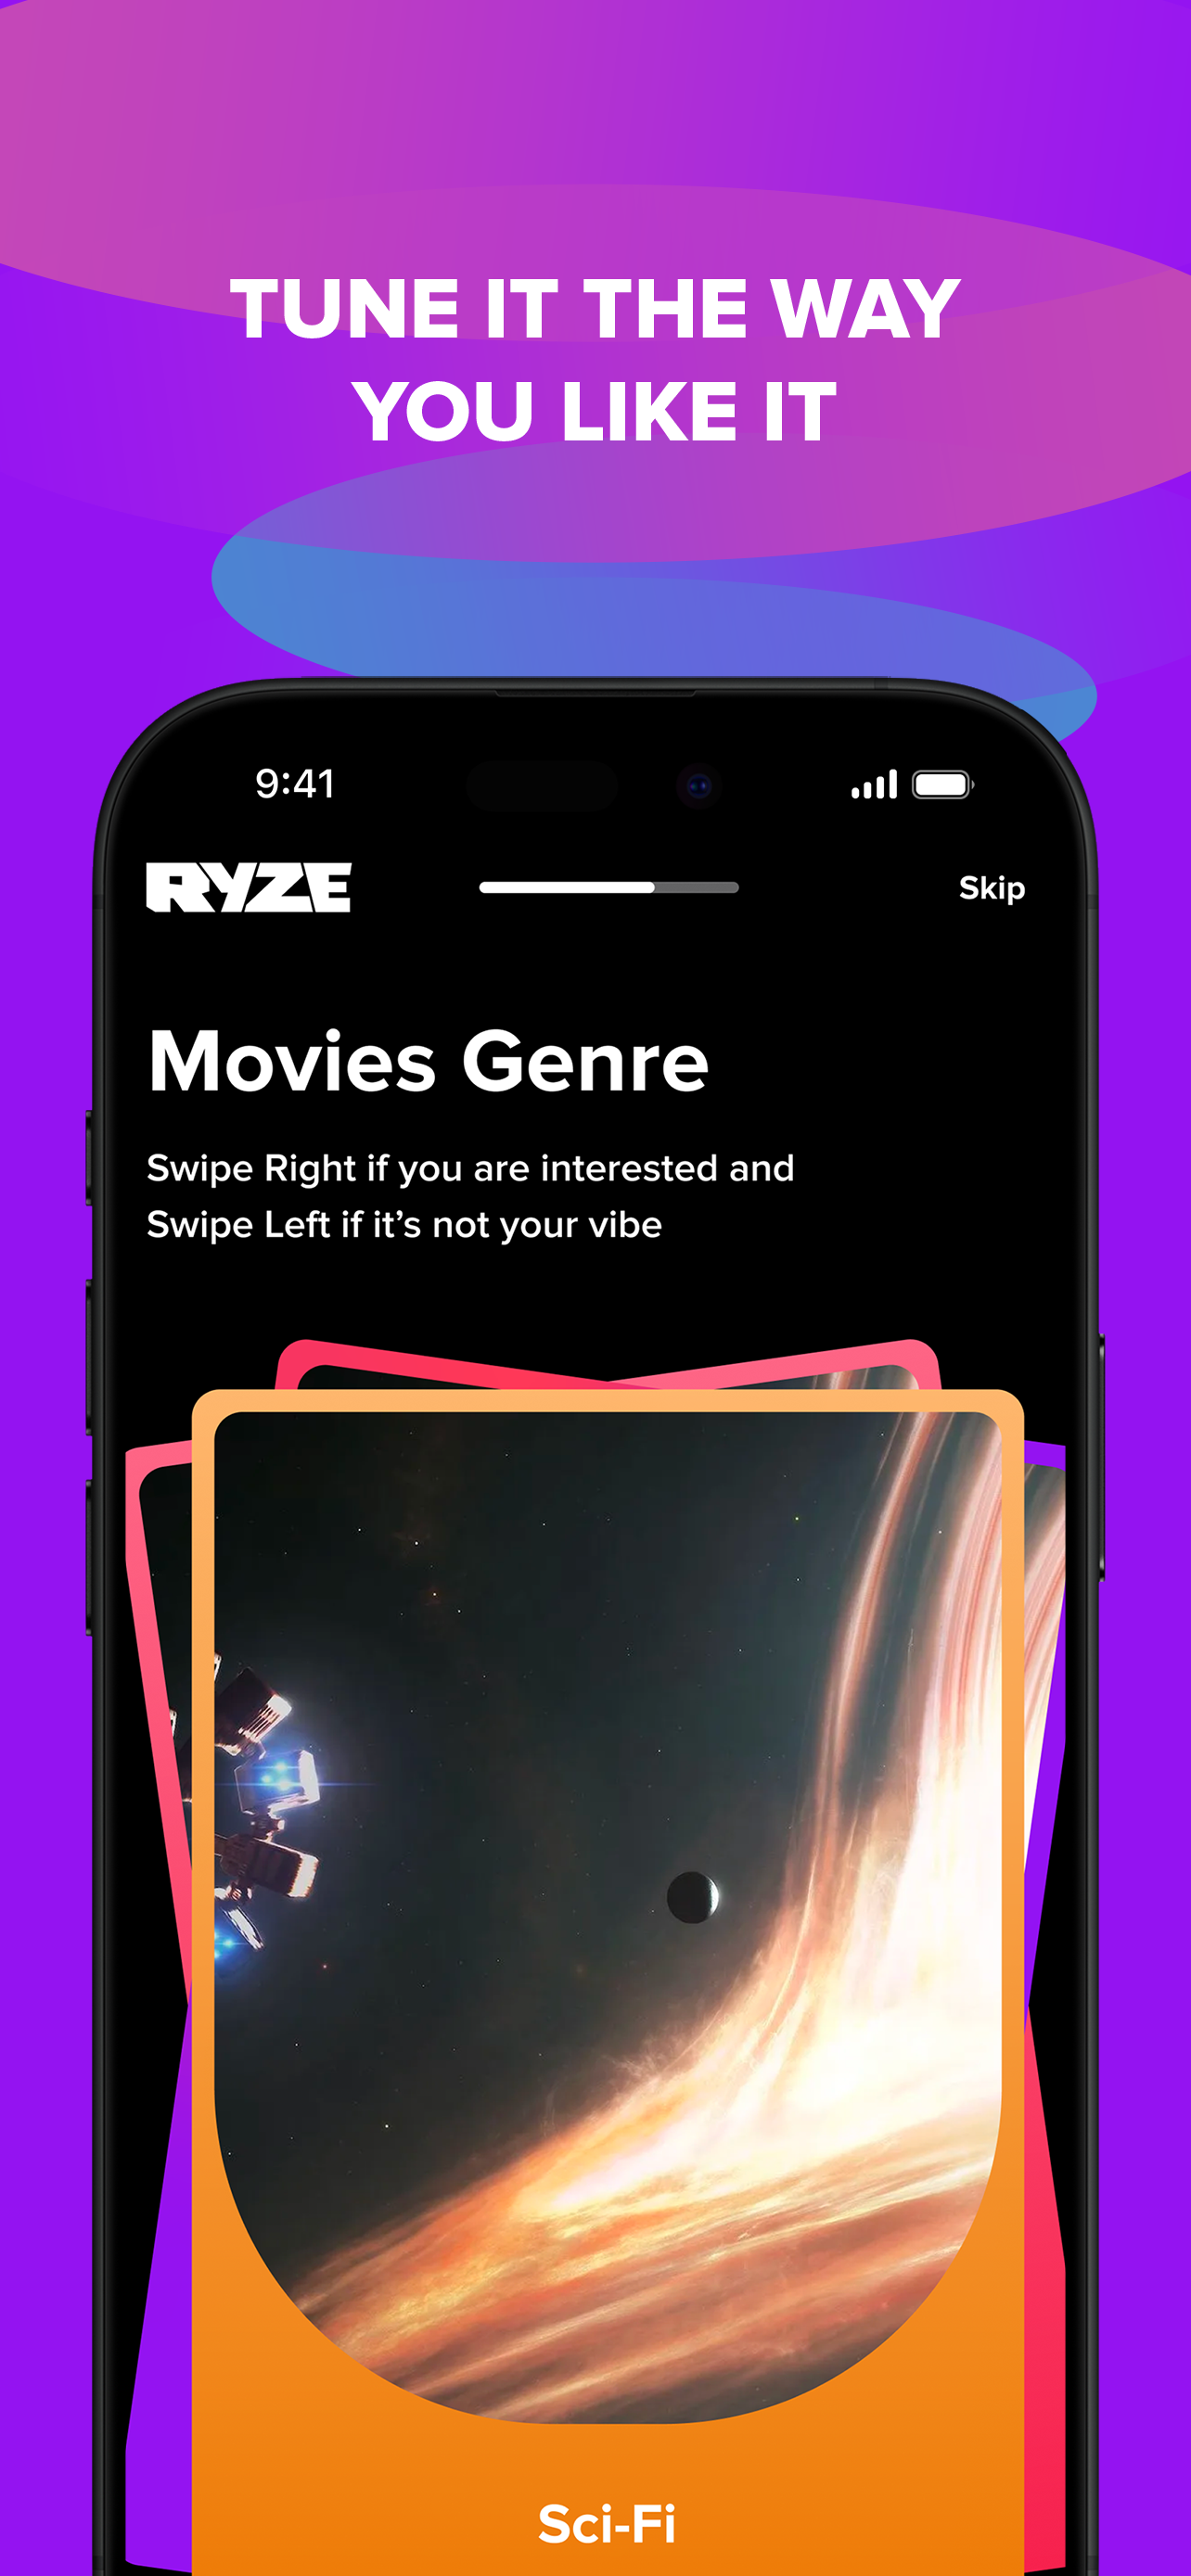 TUNE IT THE WAY
YOU LIKE IT
9:41
RYZE
Skip
Movies Genre
Swipe Right if you are interested and
Swipe Left if it’s not your vibe
Sci-Fi